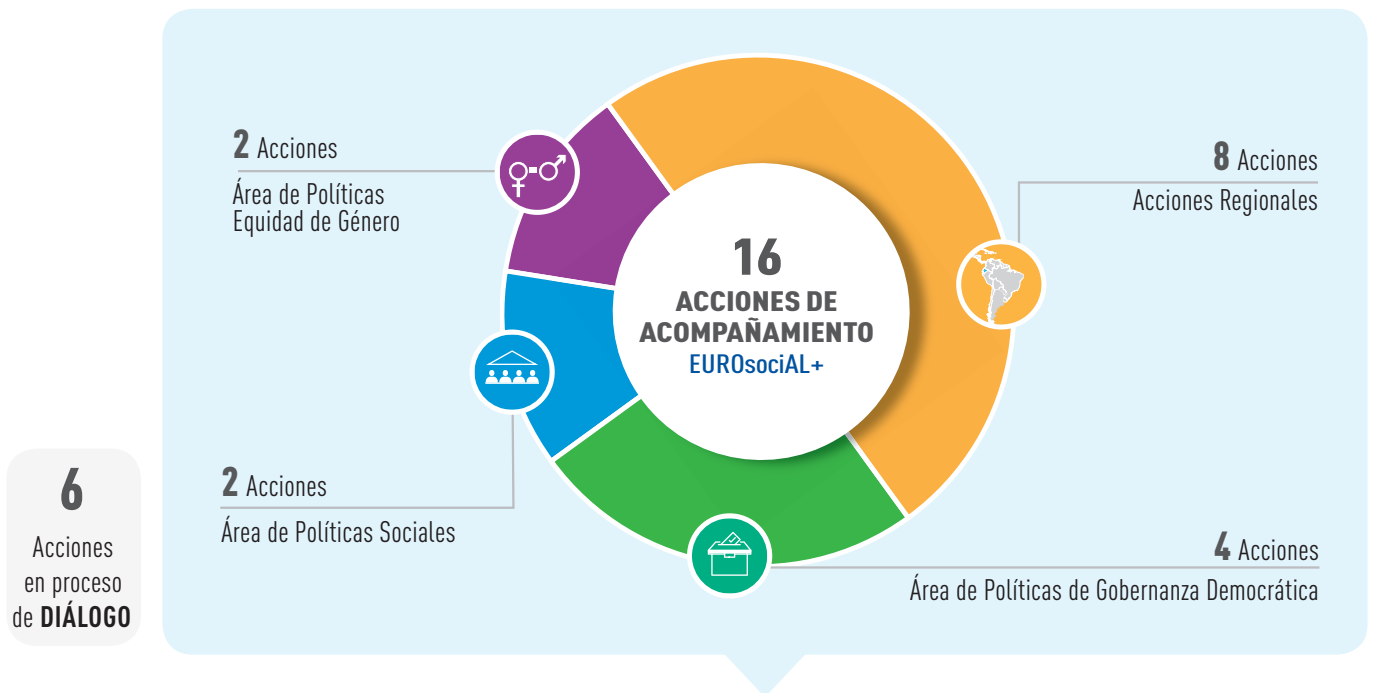 2 Acciones
Área de Políticas
Equidad de Género
8 Acciones
Acciones Regionales
16
ACCIONES DE
ACOMPAÑAMIENTO
EUROsociAL+
2 Acciones
Área de Políticas Sociales
4 Acciones
Área de Políticas de Gobernanza Democrática
6
Acciones
en proceso
de DIÁLOGO